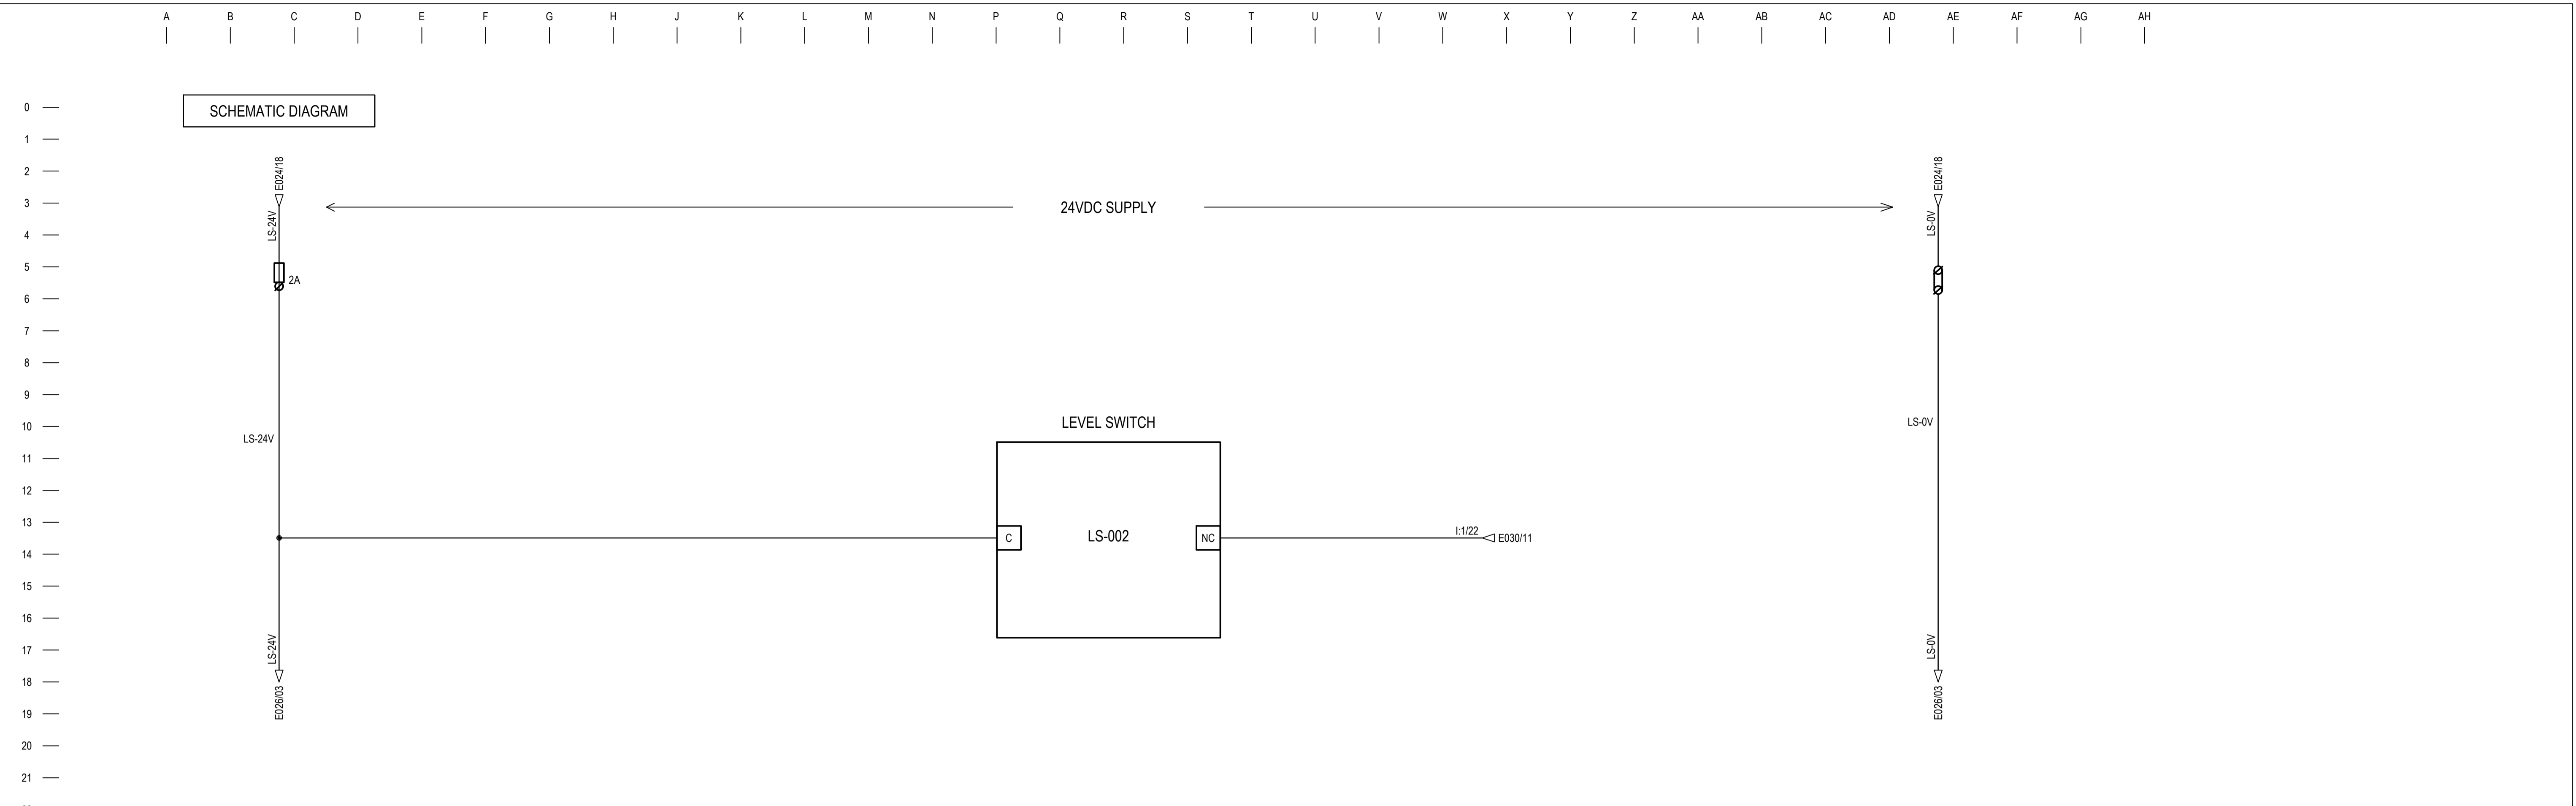 A B C D E F G H J K L M N P Q R S T U V W X Y Z AA AB AC AD AE AF AG AH
0
SCHEMATIC DIAGRAM
1
2
E024/18
E024/18
3
LS-24V
24VDC SUPPLY
LS-0V
4
5
2A
6
7
8
9
10
LEVEL SWITCH
LS-24V
LS-0V
11
12
13
C
LS-002
NC
I:1/22
E030/11
14
15
16
17
LS-24V
LS-0V
18
E026/03
E026/03
19
20
21